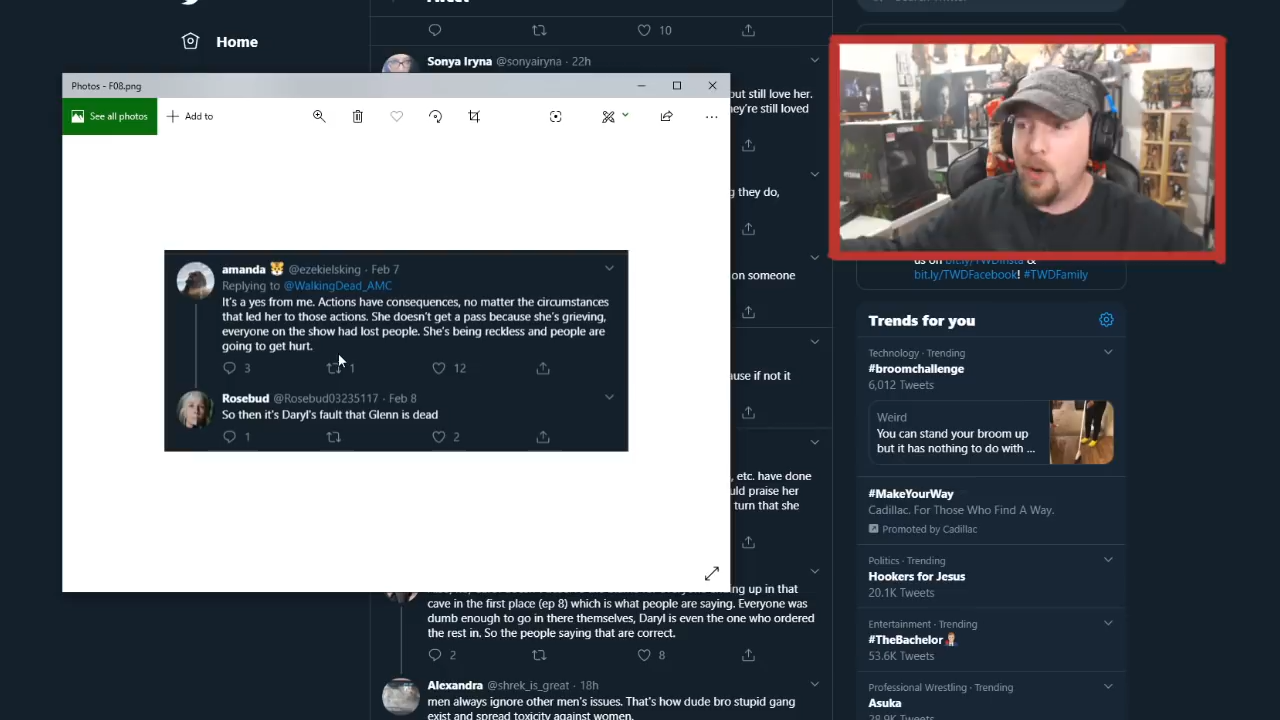 Home
10
Sonya Iryna @sonyairyna · 22h
out still love her.
ney're still loved
g they do,
on someone
ause if not it
, etc. have done
uld praise her
turn that she
cave in the first place (ep 8) which is what people are saying. Everyone was
dumb enough to go in there themselves, Daryl is even the one who ordered
the rest in. So the people saying that are correct.
2
8
Alexandra @shrek_is_great · 18h
men always ignore other men's issues. That's how dude bro stupid gang
exist and spread toxicity against women.
Photos - F08.png
See all photos
Add to
amanda 🐯 @ezekielsking · Feb 7
Replying to @WalkingDead_AMC
It's a yes from me. Actions have consequences, no matter the circumstances
that led her to those actions. She doesn't get a pass because she's grieving,
everyone on the show had lost people. She's being reckless and people are
going to get hurt.
3
1
12
Rosebud @Rosebud03235117 · Feb 8
So then it's Daryl's fault that Glenn is dead
1
2
us on bit.ly/TWDInsta &
bit.ly/TWDFacebook! #TWDFamily
Trends for you
Technology · Trending
#broomchallenge
6,012 Tweets
Weird
You can stand your broom up
but it has nothing to do with ...
#MakeYourWay
Cadillac. For Those Who Find A Way.
Promoted by Cadillac
Politics · Trending
Hookers for Jesus
20.1K Tweets
Entertainment · Trending
#TheBachelor
53.6K Tweets
Professional Wrestling · Trending
Asuka
28.9K Tweets